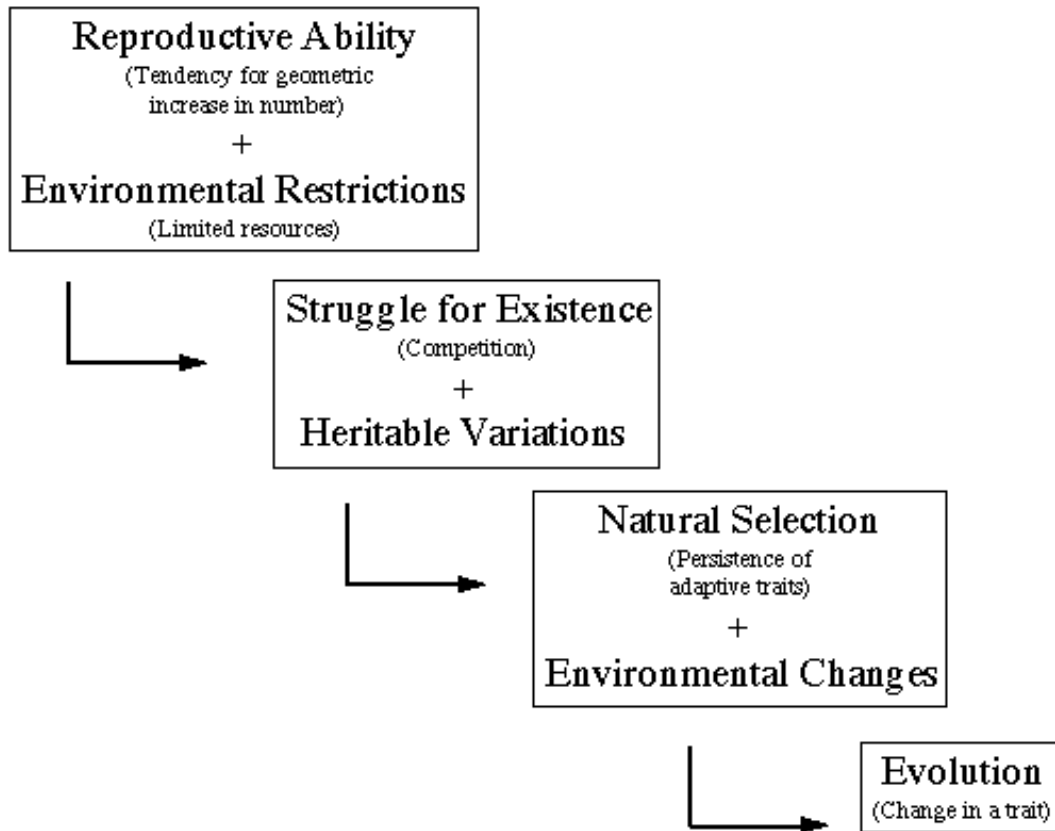 Reproductive Ability
(Tendency for geometric
increase in number)
+
Environmental Restrictions
(Limited resources)
Struggle for Existence
(Competition)
+
Heritable Variations
Natural Selection
(Persistence of
adaptive traits)
+
Environmental Changes
Evolution
(Change in a trait)